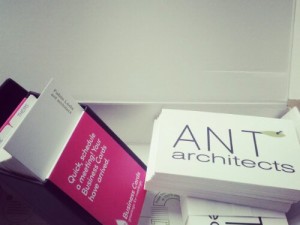 Quick, schedule
a meeting! Your
Business Cards
have arrived.
Business Cards
ANT
architects